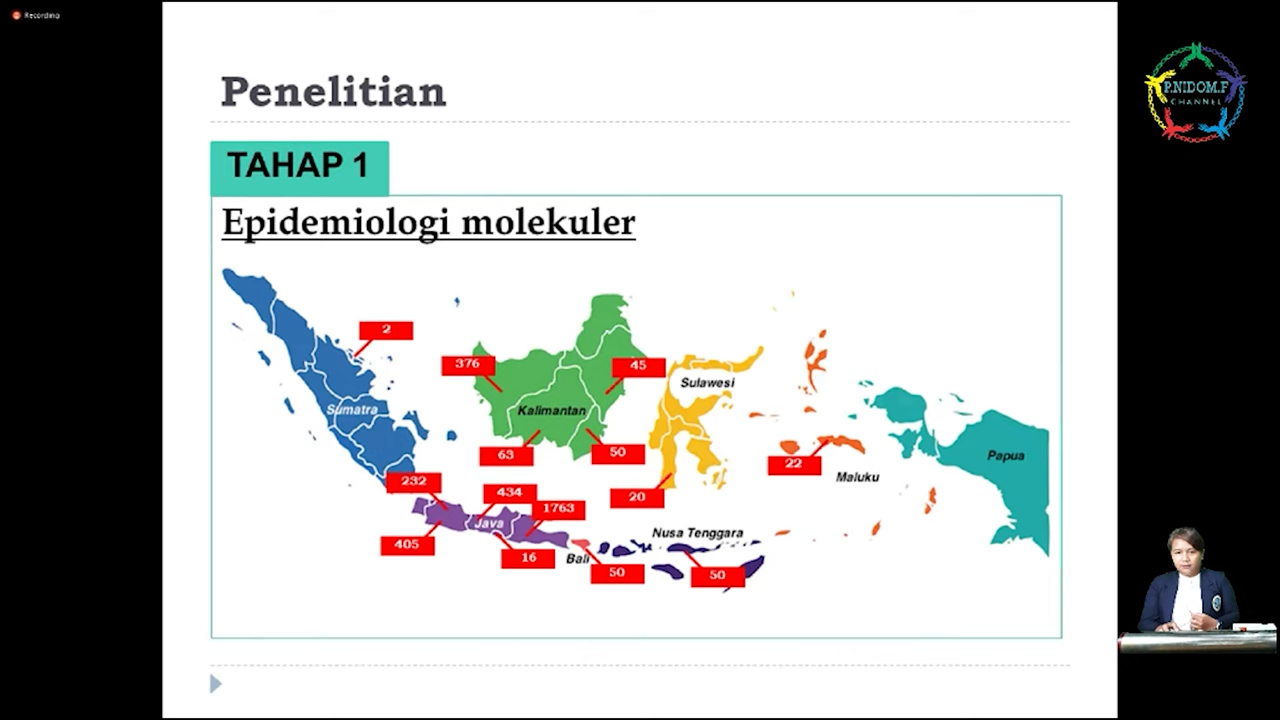 Recording
P.NIDOM.F
CHANNEL
Penelitian
TAHAP 1
Epidemiologi molekuler
2
376
45
Sulawesi
Sumatra
Kalimantan
63
50
22
Papua
Maluku
20
232
434
1763
Java
405
16
Bali
50
Nusa Tenggara
50